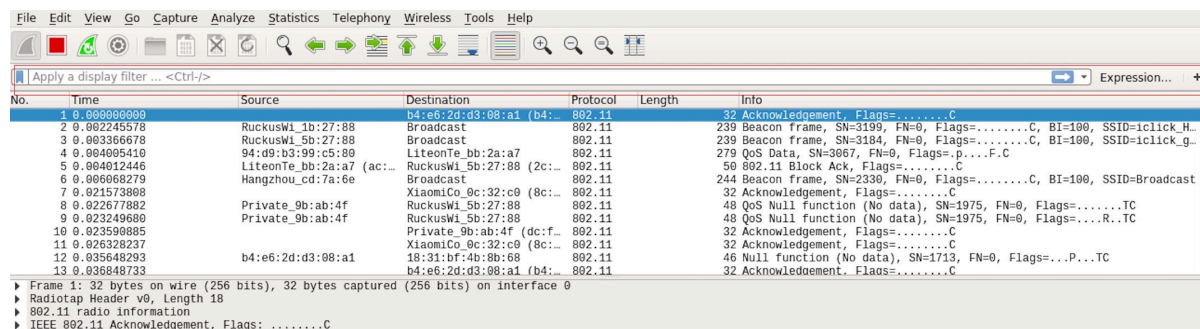 File Edit View Go Capture Analyze Statistics Telephony Wireless Tools Help
Apply a display filter ... <Ctrl-/> Expression... +
No. Time Source Destination Protocol Length Info
1 0.000000000 b4:e6:2d:d3:08:a1 (b4:… 802.11 32 Acknowledgement, Flags=........C
2 0.002245578 RuckusWi_1b:27:88 Broadcast 802.11 239 Beacon frame, SN=3199, FN=0, Flags=........C, BI=100, SSID=iclick_H…
3 0.003366678 RuckusWi_5b:27:88 Broadcast 802.11 239 Beacon frame, SN=3184, FN=0, Flags=........C, BI=100, SSID=iclick_g…
4 0.004005410 94:d9:b3:99:c5:80 LiteonTe_bb:2a:a7 802.11 279 QoS Data, SN=3067, FN=0, Flags=.p....F.C
5 0.004012446 LiteonTe_bb:2a:a7 (ac:… RuckusWi_5b:27:88 (2c:… 802.11 50 802.11 Block Ack, Flags=........C
6 0.006068279 Hangzhou_cd:7a:6e Broadcast 802.11 244 Beacon frame, SN=2330, FN=0, Flags=........C, BI=100, SSID=Broadcast
7 0.021573808 XiaomiCo_0c:32:c0 (8c:… 802.11 32 Acknowledgement, Flags=........C
8 0.022677882 Private_9b:ab:4f RuckusWi_5b:27:88 802.11 48 QoS Null function (No data), SN=1975, FN=0, Flags=.......TC
9 0.023249680 Private_9b:ab:4f RuckusWi_5b:27:88 802.11 48 QoS Null function (No data), SN=1975, FN=0, Flags=....R..TC
10 0.023590885 Private_9b:ab:4f (dc:f… 802.11 32 Acknowledgement, Flags=........C
11 0.026328237 XiaomiCo_0c:32:c0 (8c:… 802.11 32 Acknowledgement, Flags=........C
12 0.035648293 b4:e6:2d:d3:08:a1 18:31:bf:4b:8b:68 802.11 46 Null function (No data), SN=1713, FN=0, Flags=...P...TC
13 0.036848733 b4:e6:2d:d3:08:a1 (b4:… 802.11 32 Acknowledgement, Flags=........C
Frame 1: 32 bytes on wire (256 bits), 32 bytes captured (256 bits) on interface 0
Radiotap Header v0, Length 18
802.11 radio information
IEEE 802.11 Acknowledgement, Flags: ........C